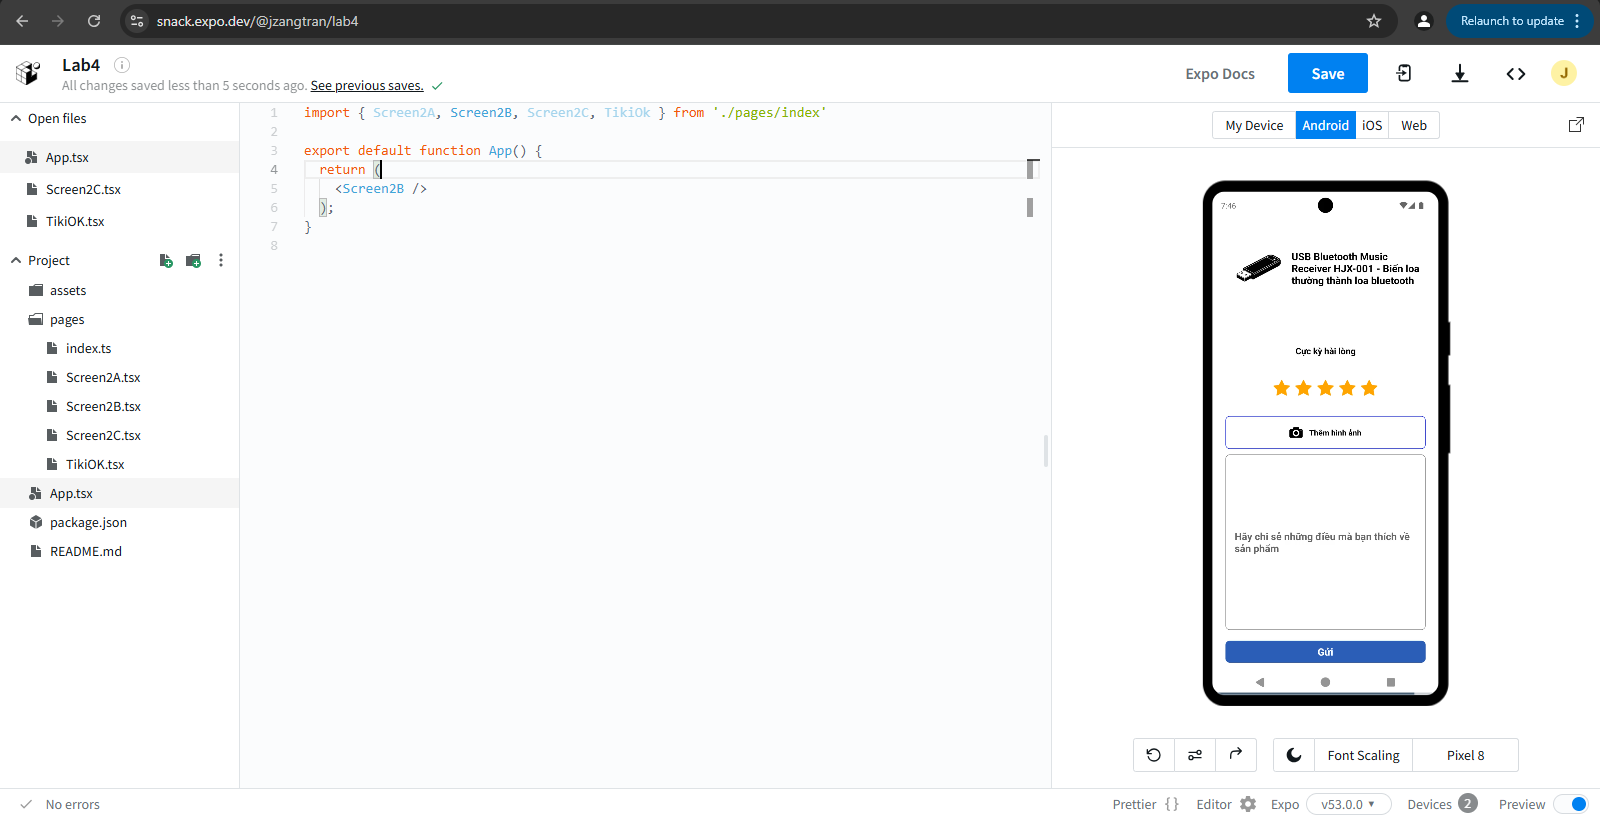 snack.expo.dev/@jzangtran/lab4
Relaunch to update
Lab4
All changes saved less than 5 seconds ago. See previous saves.
Expo Docs
Save
J
Open files
App.tsx
Screen2C.tsx
TikiOK.tsx
Project
assets
pages
index.ts
Screen2A.tsx
Screen2B.tsx
Screen2C.tsx
TikiOK.tsx
App.tsx
package.json
README.md
1 import { Screen2A, Screen2B, Screen2C, TikiOk } from './pages/index'
2
3 export default function App() {
4 return (
5 <Screen2B />
6 );
7 }
8
My Device Android iOS Web
7:46
USB Bluetooth Music
Receiver HJX-001 - Biến loa
thường thành loa bluetooth
Cực kỳ hài lòng
Thêm hình ảnh
Hãy chi sẻ những điều mà bạn thích về
sản phẩm
Gửi
Font Scaling
Pixel 8
No errors
Prettier { } Editor Expo v53.0.0 Devices 2 Preview